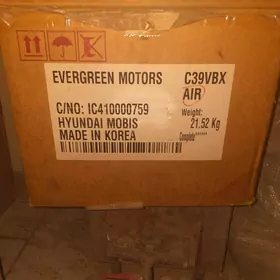 EVERGREEN MOTORS C39VBX
AIR
C/NO: IC410000759 Weight:
HYUNDAI MOBIS 21.52 Kg
MADE IN KOREA